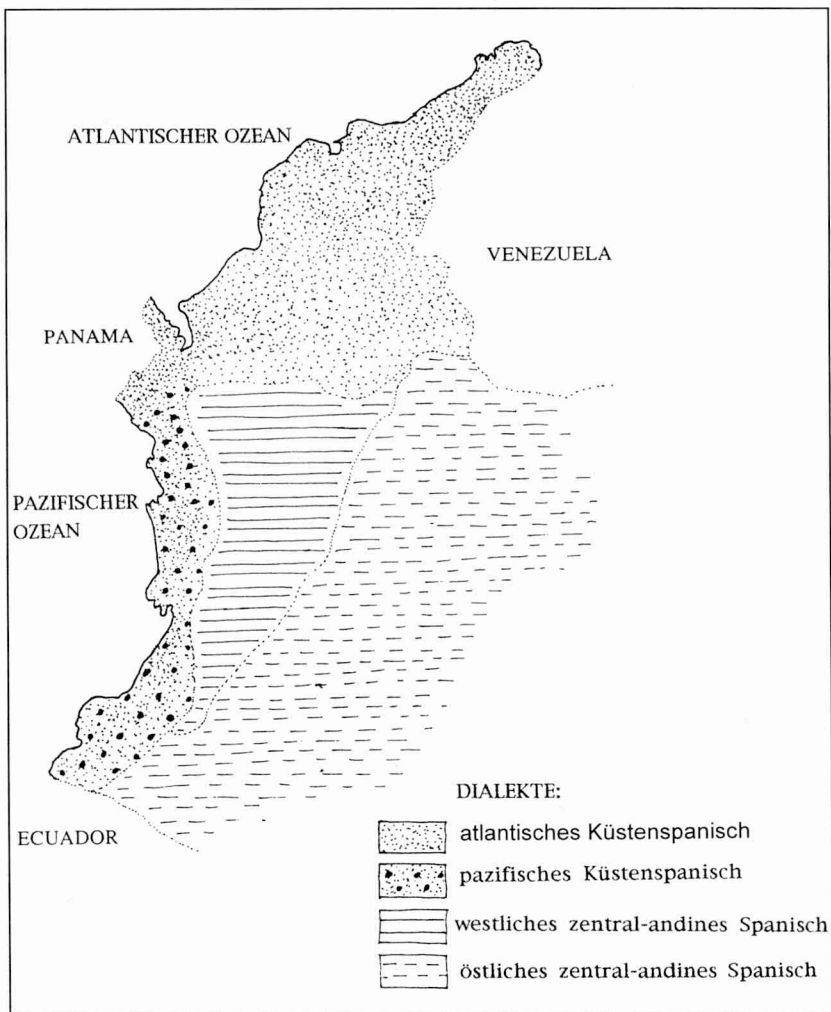 ATLANTISCHER OZEAN
VENEZUELA
PANAMA
PAZIFISCHER
OZEAN
ECUADOR
DIALEKTE:
atlantisches Küstenspanisch
pazifisches Küstenspanisch
westliches zentral-andines Spanisch
östliches zentral-andines Spanisch